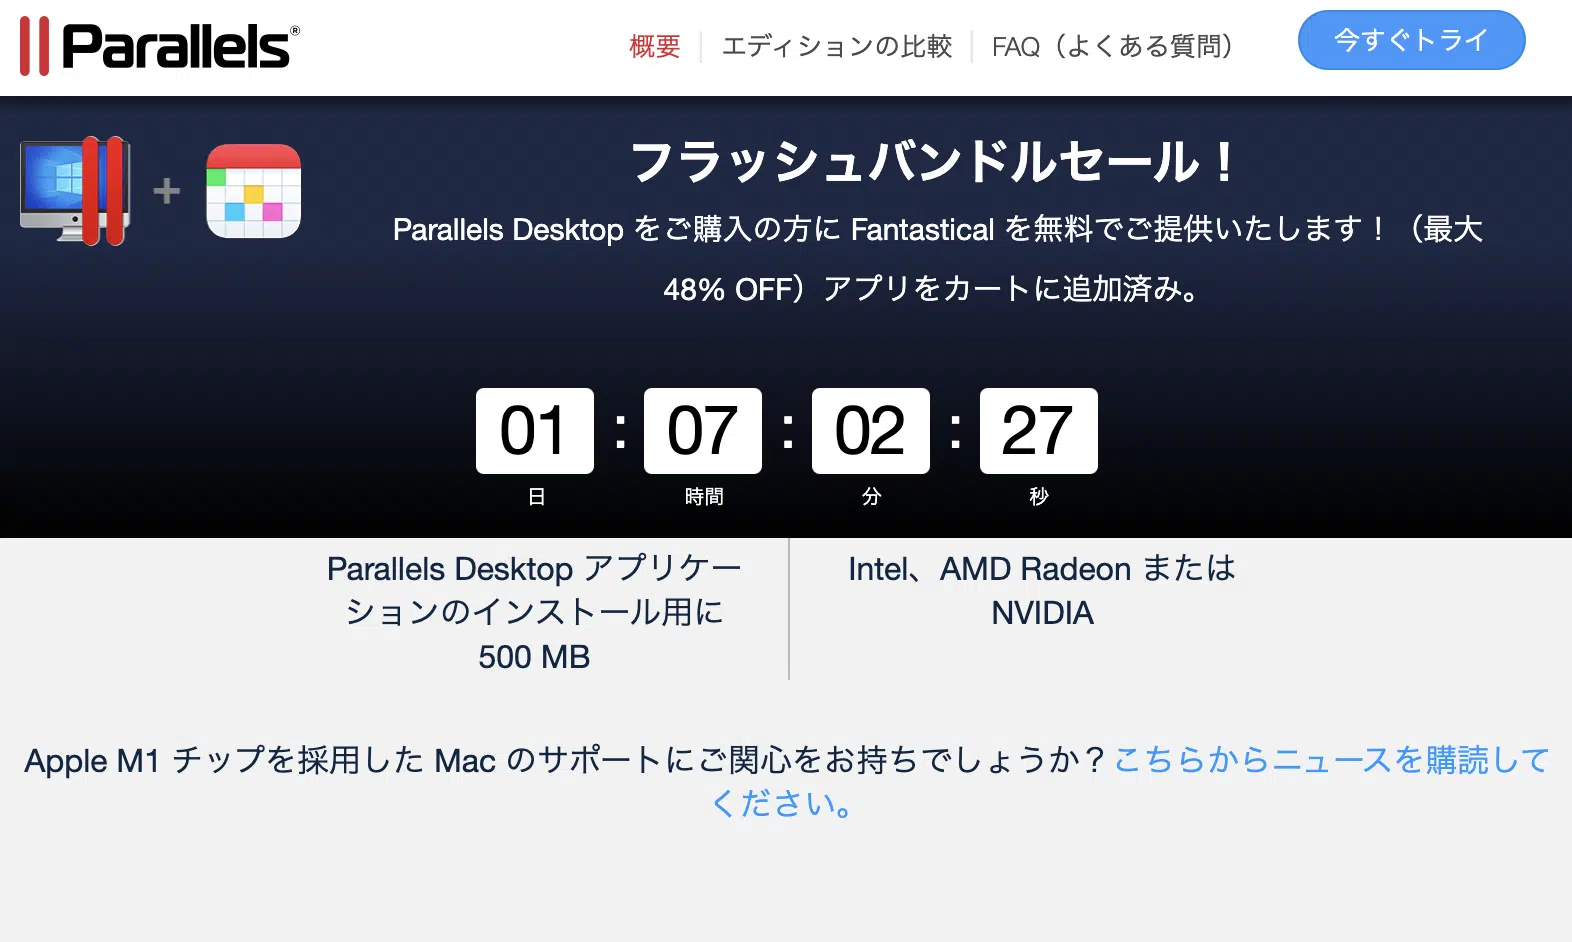 Parallels®
概要
エディションの比較
FAQ（よくある質問）
今すぐトライ
フラッシュバンドルセール！
Parallels Desktop をご購入の方に Fantastical を無料でご提供いたします！（最大
48% OFF）アプリをカートに追加済み。
01 : 07 : 02 : 27
日 時間 分 秒
Parallels Desktop アプリケー
ションのインストール用に
500 MB
Intel、AMD Radeon または
NVIDIA
Apple M1 チップを採用した Mac のサポートにご関心をお持ちでしょうか？こちらからニュースを購読して
ください。